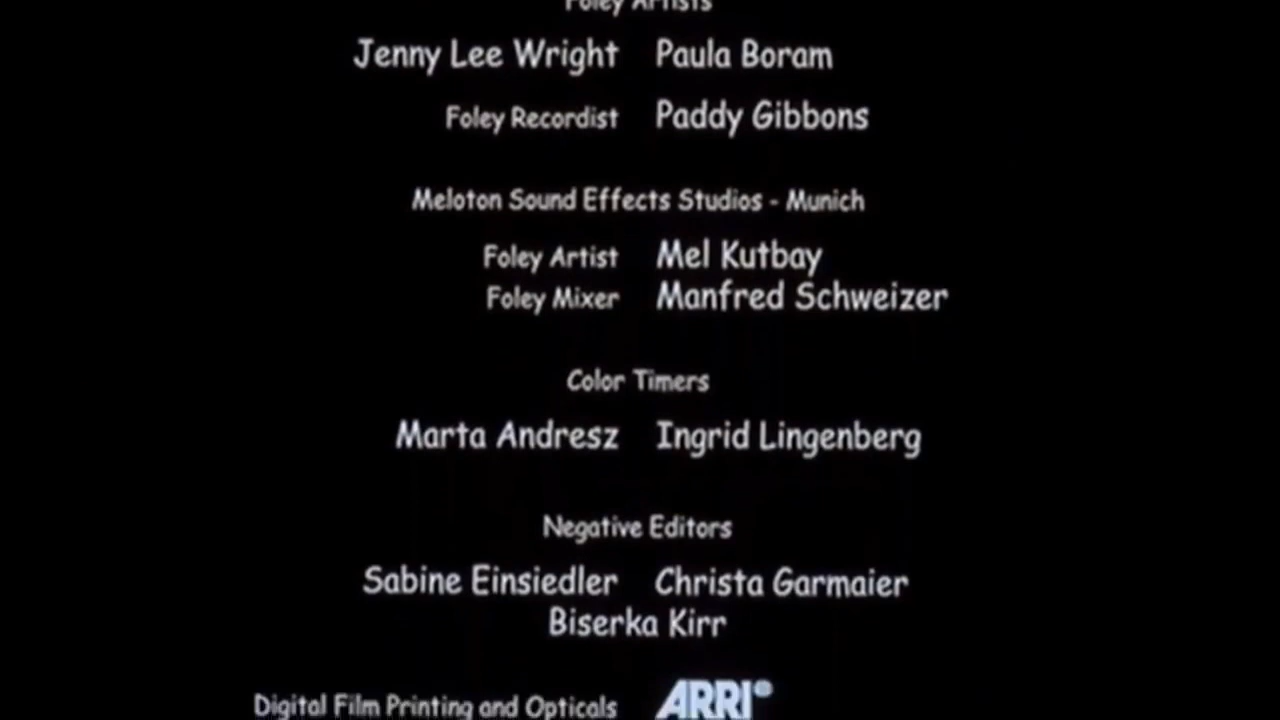 Foley Artists
Jenny Lee Wright Paula Boram
Foley Recordist Paddy Gibbons
Meloton Sound Effects Studios - Munich
Foley Artist Mel Kutbay
Foley Mixer Manfred Schweizer
Color Timers
Marta Andresz Ingrid Lingenberg
Negative Editors
Sabine Einsiedler Christa Garmaier
Biserka Kirr
Digital Film Printing and Opticals ARRI®